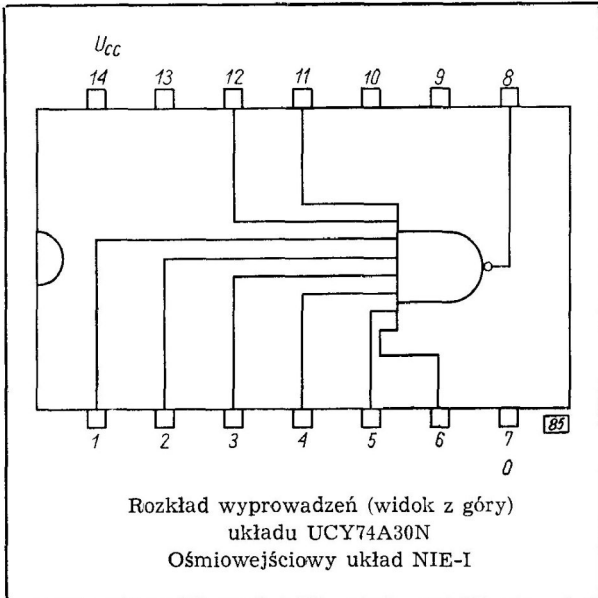 Ucc
14 13 12 11 10 9 8
1 2 3 4 5 6 7
85
0
Rozkład wyprowadzeń (widok z góry)
układu UCY74A30N
Ośmiowejściowy układ NIE-I